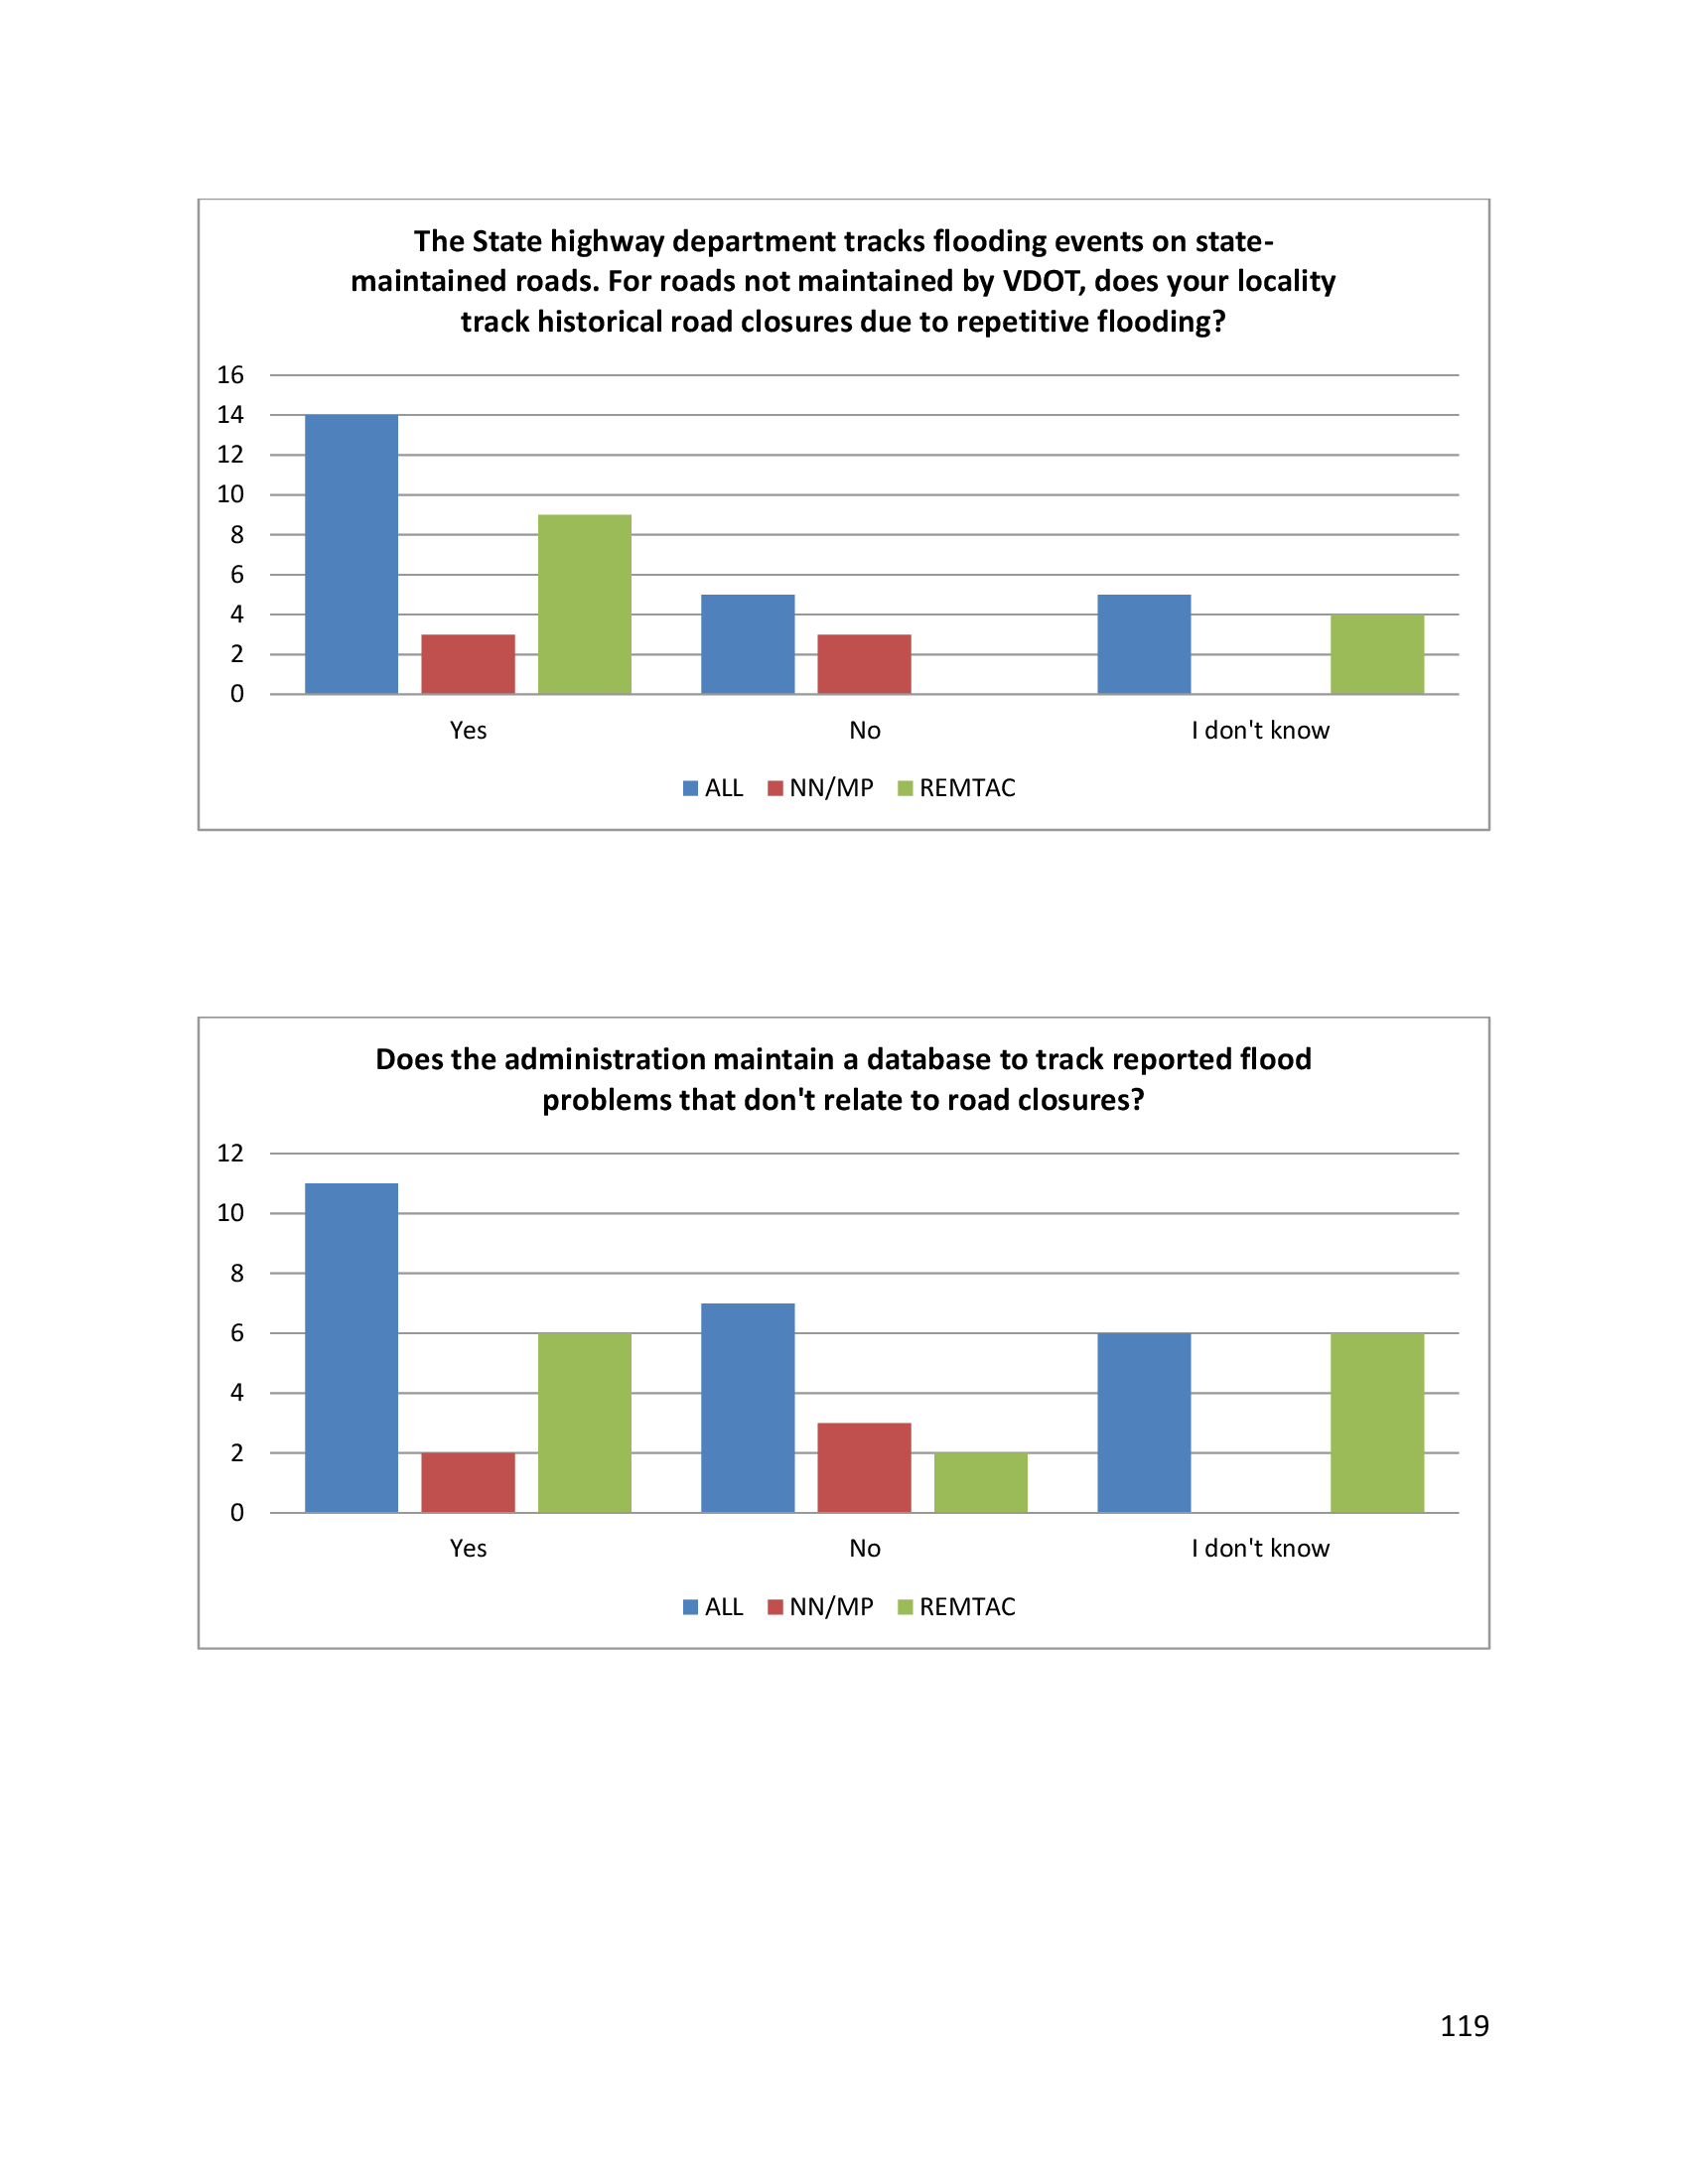 The State highway department tracks flooding events on state-
maintained roads. For roads not maintained by VDOT, does your locality
track historical road closures due to repetitive flooding?
16
14
12
10
8
6
4
2
0
Yes No I don't know
ALL NN/MP REMTAC
Does the administration maintain a database to track reported flood
problems that don't relate to road closures?
12
10
8
6
4
2
0
Yes No I don't know
ALL NN/MP REMTAC
119